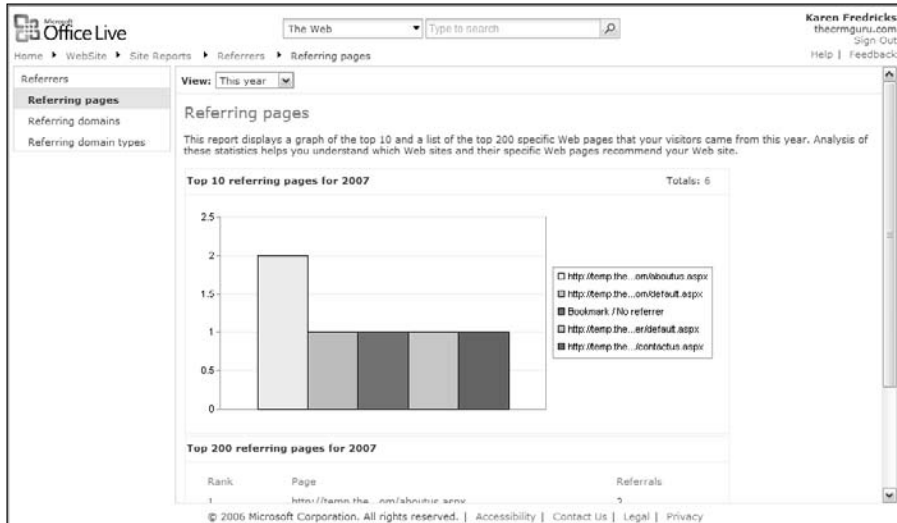 Microsoft
Office Live
The Web
Type to search
Karen Fredricks
thecrmguru.com
Sign Out
Home WebSite Site Reports Referrers Referring pages
Help | Feedback
Referrers
Referring pages
Referring domains
Referring domain types
View: This year
Referring pages
This report displays a graph of the top 10 and a list of the top 200 specific Web pages that your visitors came from this year. Analysis of
these statistics helps you understand which Web sites and their specific Web pages recommend your Web site.
Top 10 referring pages for 2007 Totals: 6
2.5
2
1.5
1
0.5
0
http://temp.the...om/aboutus.aspx
http://temp.the...om/default.aspx
Bookmark / No referrer
http://temp.the...er/default.aspx
http://temp.the.../contactus.aspx
Top 200 referring pages for 2007
Rank Page Referrals
1 http://temp.the...om/aboutus.aspx 2
© 2006 Microsoft Corporation. All rights reserved. | Accessibility | Contact Us | Legal | Privacy